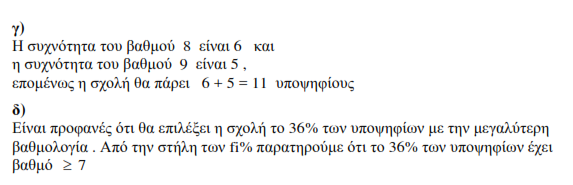 γ)
Η συχνότητα του βαθμού 8 είναι 6 και
η συχνότητα του βαθμού 9 είναι 5 ,
επομένως η σχολή θα πάρει 6 + 5 = 11 υποψηφίους
δ)
Είναι προφανές ότι θα επιλέξει η σχολή το 36% των υποψηφίων με την μεγαλύτερη
βαθμολογία . Από την στήλη των fi% παρατηρούμε ότι το 36% των υποψηφίων έχει
βαθμό ≥ 7